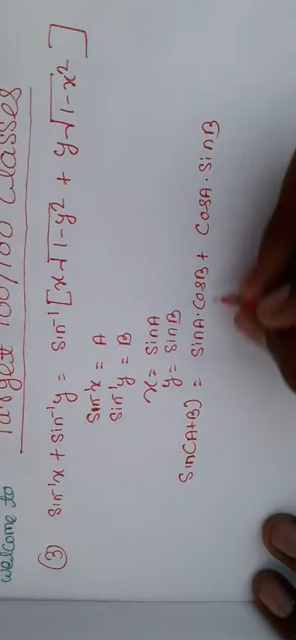 welcome to
Target 100/100 classes
③ sin⁻¹x + sin⁻¹y = sin⁻¹[x√1-y² + y√1-x²]
sin⁻¹x = A
sin⁻¹y = B
x = sinA
y = sinB
sin(A+B) = sinA·cosB + cosA·sinB